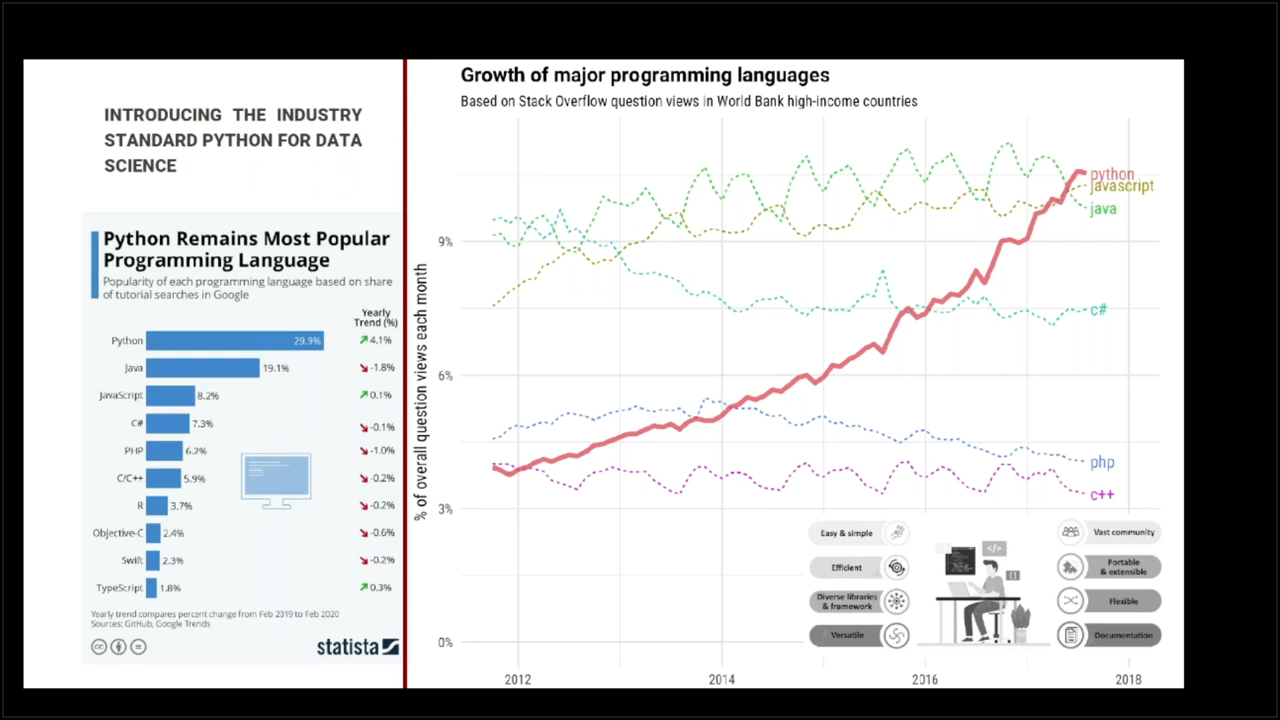 INTRODUCING THE INDUSTRY
STANDARD PYTHON FOR DATA
SCIENCE
Python Remains Most Popular
Programming Language
Popularity of each programming language based on share
of tutorial searches in Google
Yearly
Trend (%)
Python 29.9% 4.1%
Java 19.1% -1.8%
JavaScript 8.2% 0.1%
C# 7.3% -0.1%
PHP 6.2% -1.0%
C/C++ 5.9% -0.2%
R 3.7% -0.2%
Objective-C 2.4% -0.6%
Swift 2.3% -0.2%
TypeScript 1.8% 0.3%
Yearly trend compares percent change from Feb 2019 to Feb 2020
Sources: GitHub, Google Trends
cc
statista
Growth of major programming languages
Based on Stack Overflow question views in World Bank high-income countries
% of overall question views each month
9%
6%
3%
0%
2012 2014 2016 2018
python
javascript
java
c#
php
c++
Easy & simple
Efficient
Diverse libraries
& framework
Versatile
</>
Vast community
Portable
& extensible
Flexible
Documentation